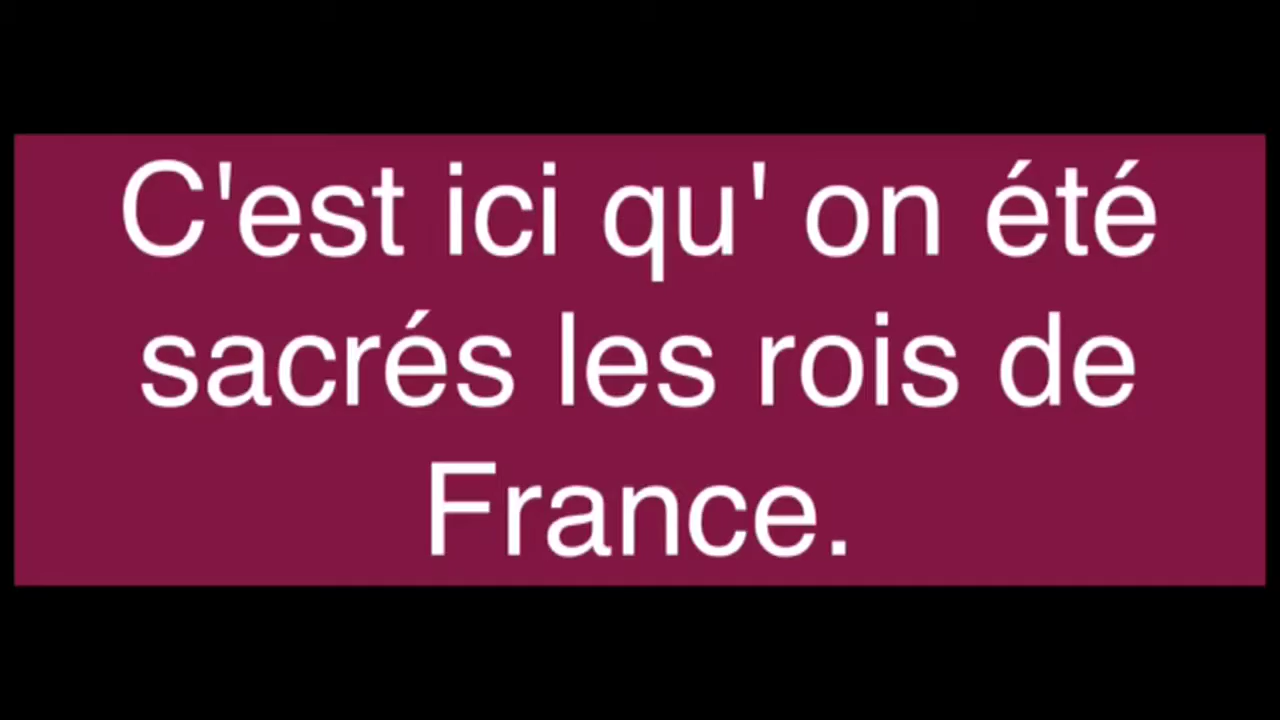 C'est ici qu' on été
sacrés les rois de
France.